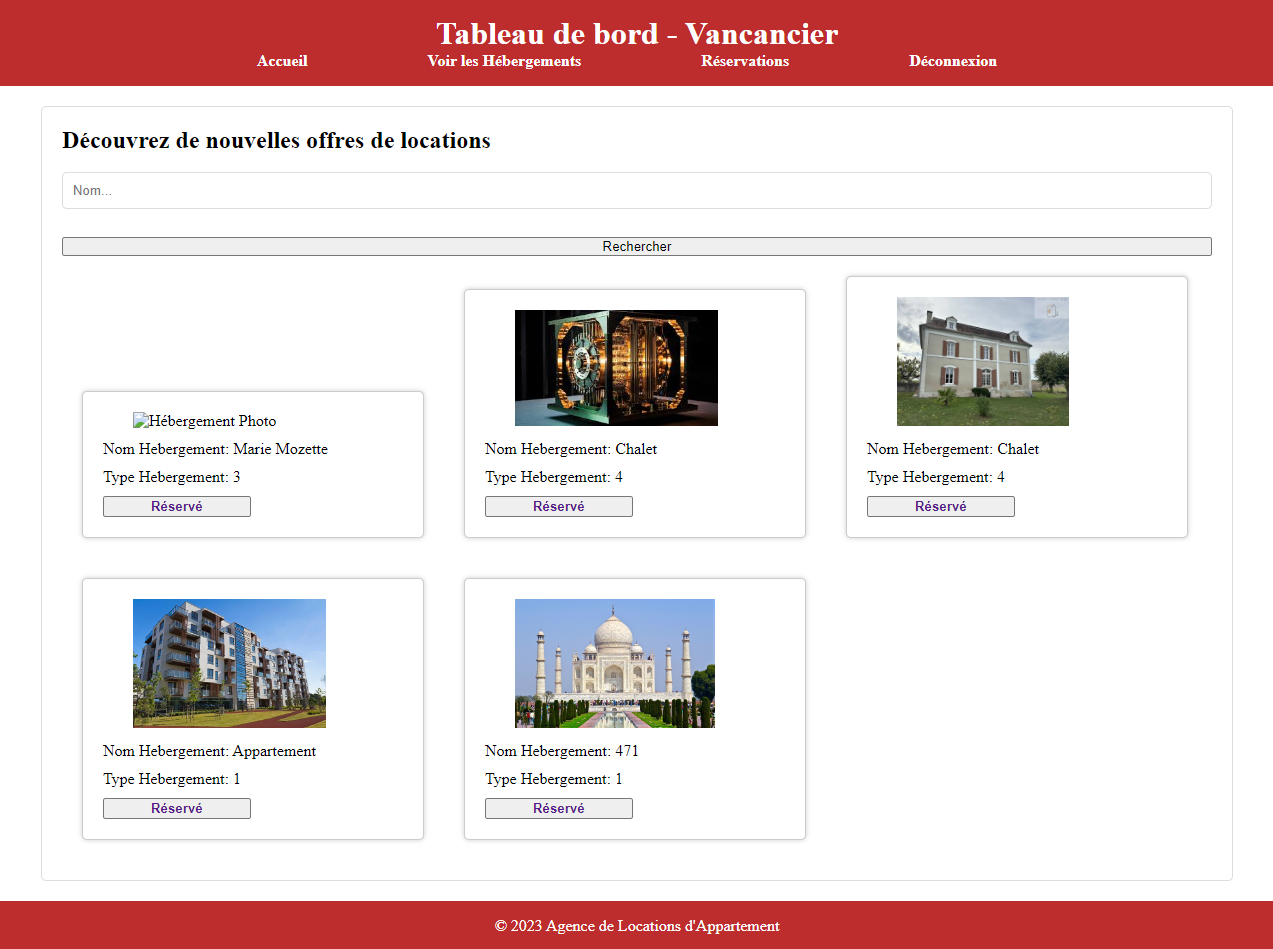 Tableau de bord - Vancancier
Accueil Voir les Hébergements Réservations Déconnexion
Découvrez de nouvelles offres de locations
Nom...
Rechercher
Hébergement Photo
Nom Hebergement: Marie Mozette
Type Hebergement: 3
Réservé
Nom Hebergement: Chalet
Type Hebergement: 4
Réservé
Nom Hebergement: Chalet
Type Hebergement: 4
Réservé
Nom Hebergement: Appartement
Type Hebergement: 1
Réservé
Nom Hebergement: 471
Type Hebergement: 1
Réservé
© 2023 Agence de Locations d'Appartement